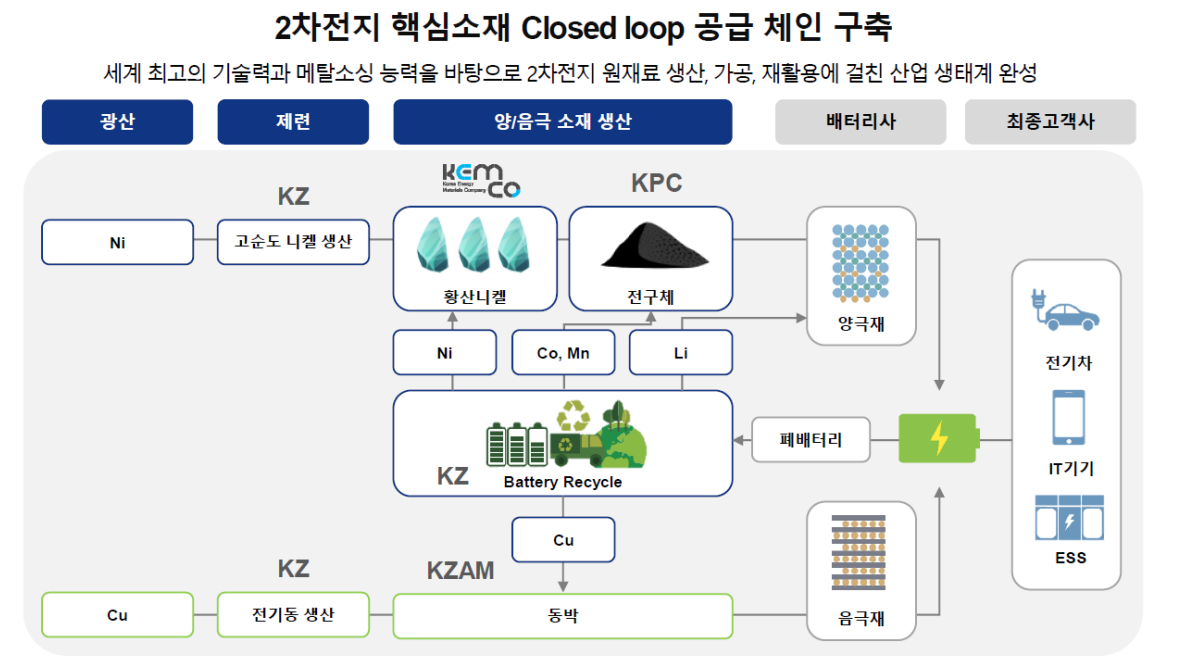 2차전지 핵심소재 Closed loop 공급 체인 구축
세계 최고의 기술력과 메탈소싱 능력을 바탕으로 2차전지 원재료 생산, 가공, 재활용에 걸친 산업 생태계 완성
광산
제련
양/음극 소재 생산
배터리사
최종고객사
KZ
KEMCO
Korea Energy
Materials Company
KPC
Ni
고순도 니켈 생산
황산니켈
전구체
양극재
Ni
Co, Mn
Li
전기차
폐배터리
KZ
Battery Recycle
IT기기
Cu
ESS
KZ
KZAM
Cu
전기동 생산
동박
음극재